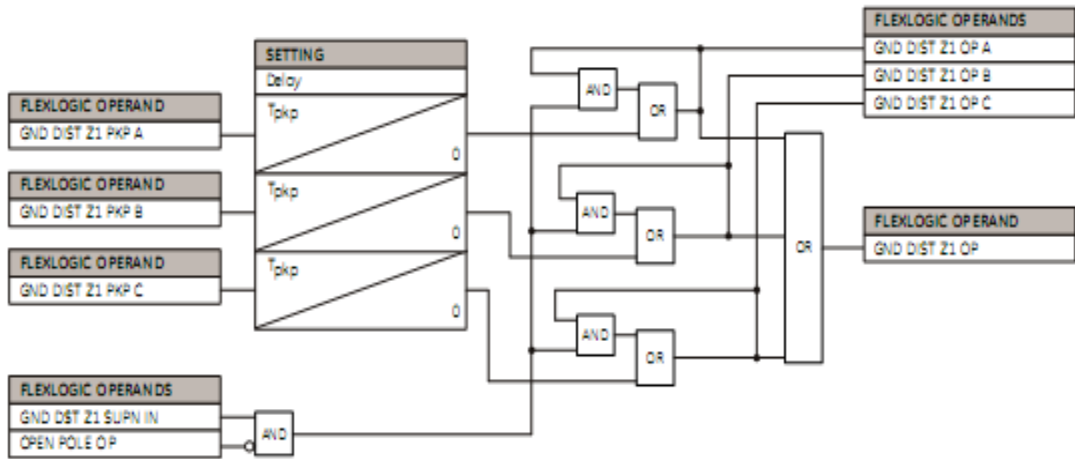 FLEXLOGIC OPERANDS
GND DIST Z1 OP A
GND DIST Z1 OP B
GND DIST Z1 OP C
SETTING
Delay
Tpkp
0
Tpkp
0
Tpkp
0
FLEXLOGIC OPERAND
GND DIST Z1 PKP A
FLEXLOGIC OPERAND
GND DIST Z1 PKP B
FLEXLOGIC OPERAND
GND DIST Z1 PKP C
FLEXLOGIC OPERANDS
GND DST Z1 SUPN IN
OPEN POLE OP
AND
AND
OR
AND
OR
AND
OR
OR
FLEXLOGIC OPERAND
GND DIST Z1 OP